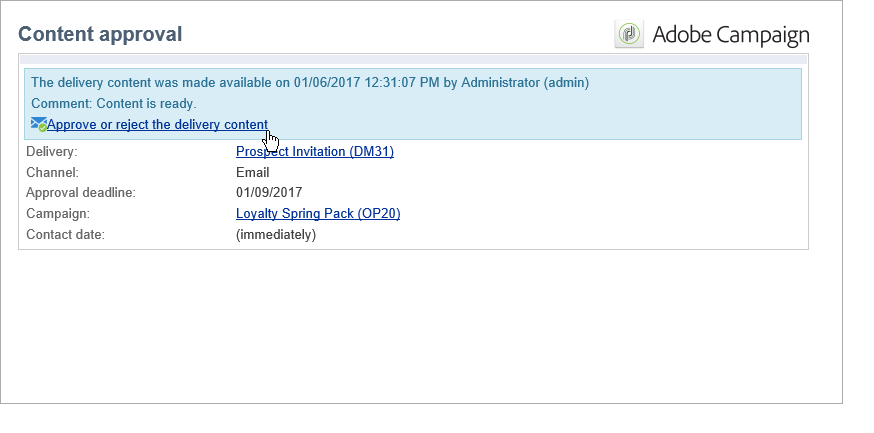 Content approval
Adobe Campaign
The delivery content was made available on 01/06/2017 12:31:07 PM by Administrator (admin)
Comment: Content is ready.
Approve or reject the delivery content
Delivery: Prospect Invitation (DM31)
Channel: Email
Approval deadline: 01/09/2017
Campaign: Loyalty Spring Pack (OP20)
Contact date: (immediately)